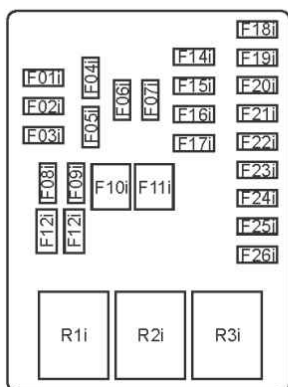 F18i
F14i F19i
F01i F04i F15i F20i
F02i F06i F07i F16i F21i
F03i F05i F17i F22i
F08i F09i F10i F11i F23i
F12i F12i F24i
F25i
F26i
R1i R2i R3i